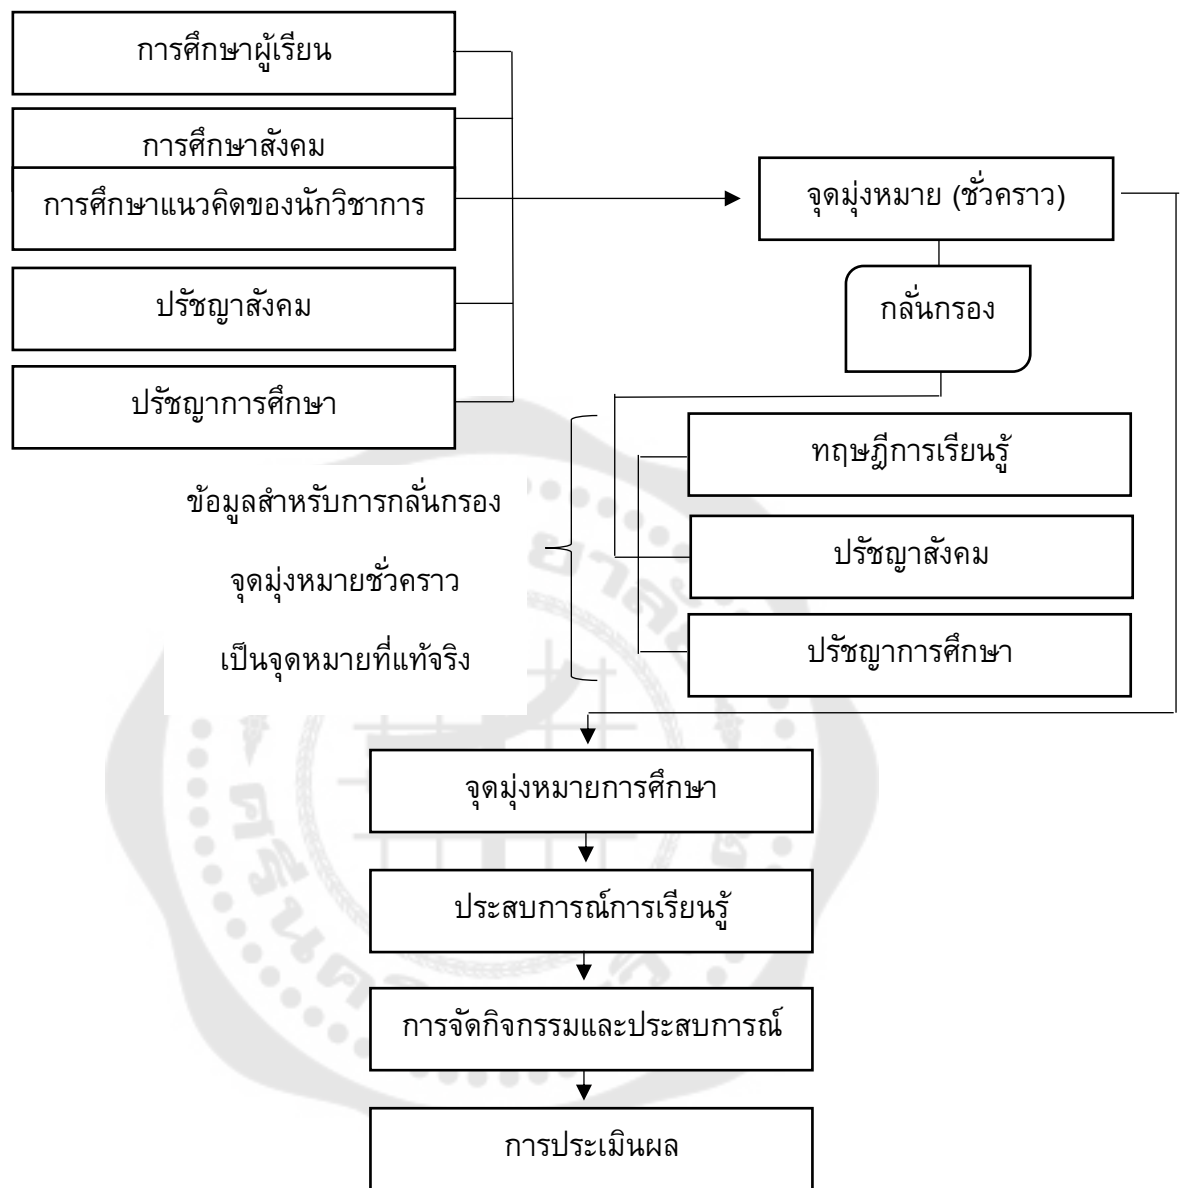 การศึกษาผู้เรียน
การศึกษาสังคม
การศึกษาแนวคิดของนักวิชาการ
ปรัชญาสังคม
ปรัชญาการศึกษา
จุดมุ่งหมาย (ชั่วคราว)
กลั่นกรอง
ทฤษฎีการเรียนรู้
ปรัชญาสังคม
ปรัชญาการศึกษา
ข้อมูลสำหรับการกลั่นกรอง
จุดมุ่งหมายชั่วคราว
เป็นจุดหมายที่แท้จริง
จุดมุ่งหมายการศึกษา
ประสบการณ์การเรียนรู้
การจัดกิจกรรมและประสบการณ์
การประเมินผล